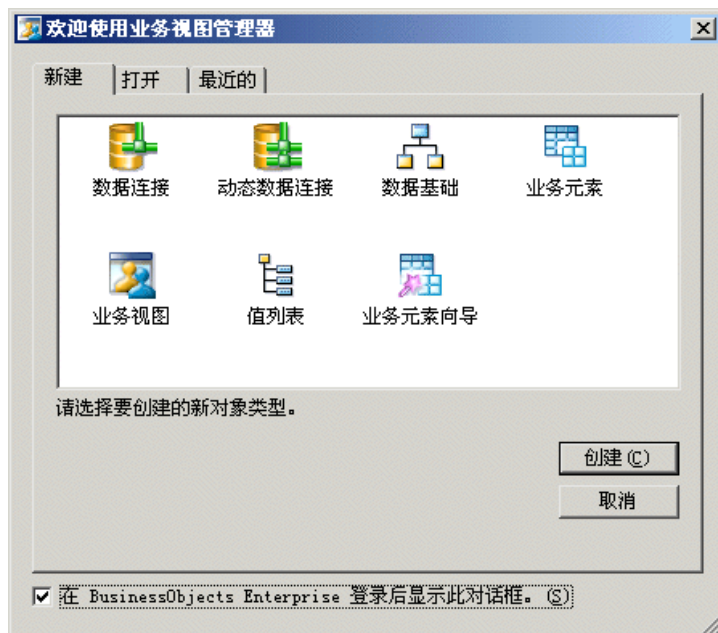 欢迎使用业务视图管理器
新建 打开 最近的
数据连接 动态数据连接 数据基础 业务元素
业务视图 值列表 业务元素向导
请选择要创建的新对象类型。
创建(C)
取消
在 BusinessObjects Enterprise 登录后显示此对话框。(S)